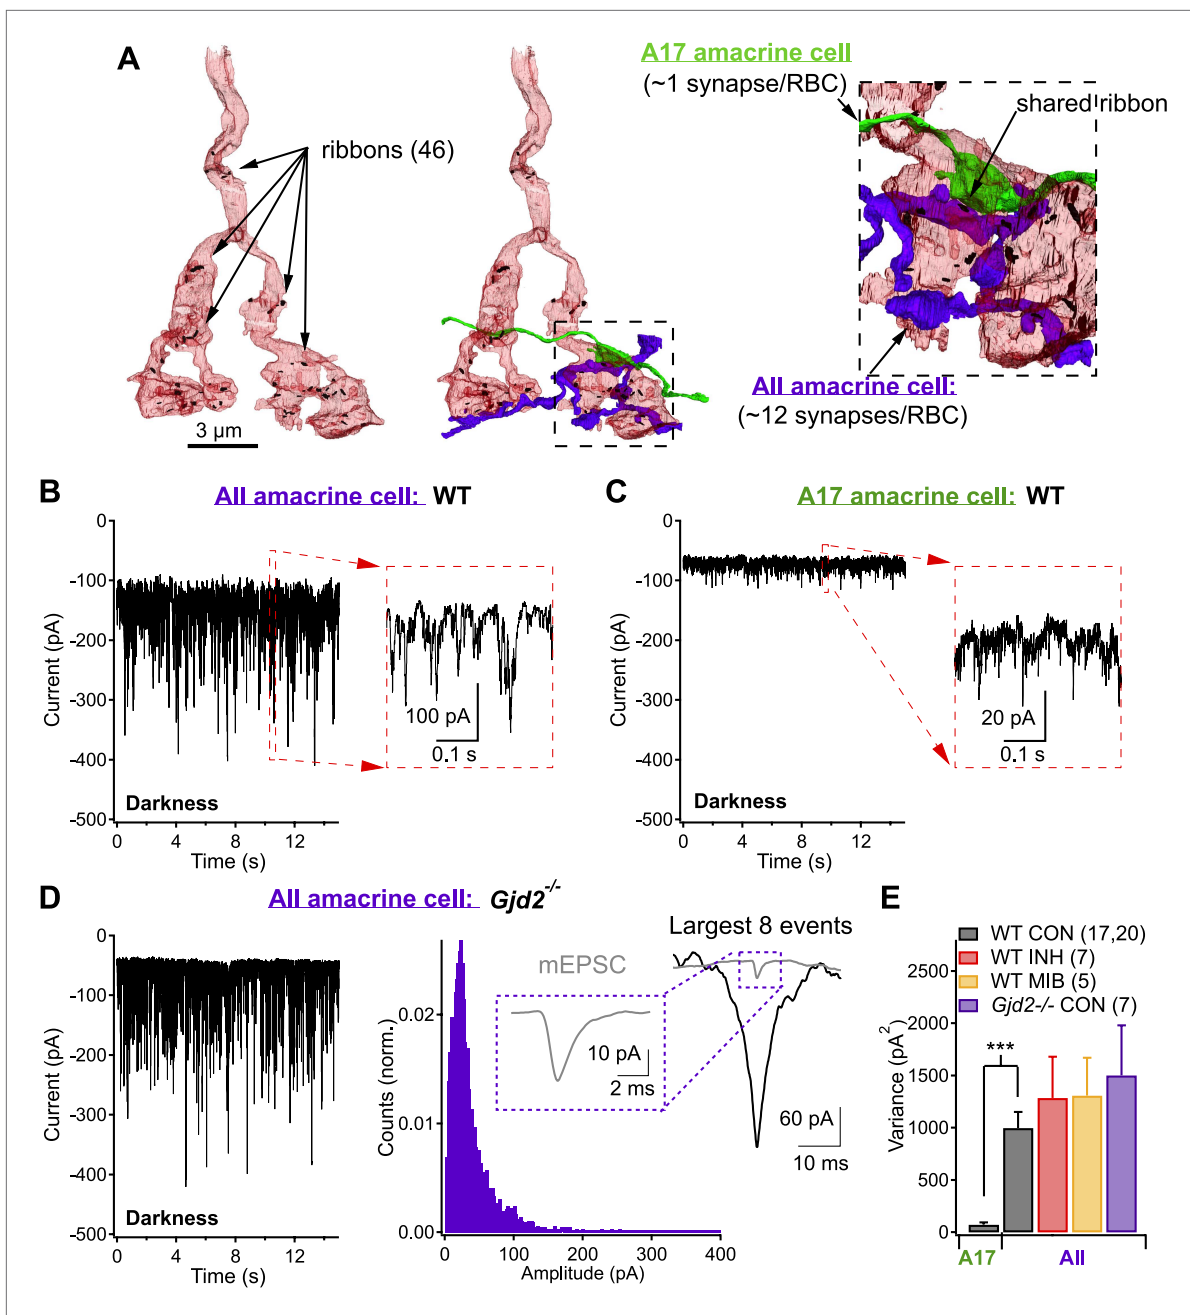 A
ribbons (46)
3 µm
A17 amacrine cell
(~1 synapse/RBC)
shared ribbon
AII amacrine cell:
(~12 synapses/RBC)
B
AII amacrine cell: WT
0
-100
-200
-300
-400
-500
Current (pA)
0 4 8 12
Time (s)
Darkness
100 pA
0.1 s
C
A17 amacrine cell: WT
0
-100
-200
-300
-400
-500
Current (pA)
0 4 8 12
Time (s)
Darkness
20 pA
0.1 s
D
AII amacrine cell: Gjd2-/-
0
-100
-200
-300
-400
-500
Current (pA)
0 4 8 12
Time (s)
Darkness
Counts (norm.)
0.02
0.01
0.00
0 100 200 300 400
Amplitude (pA)
mEPSC
10 pA
2 ms
Largest 8 events
60 pA
10 ms
E
WT CON (17,20)
WT INH (7)
WT MIB (5)
Gjd2-/- CON (7)
2500
2000
1500
1000
500
0
Variance (pA2)
***
A17 AII